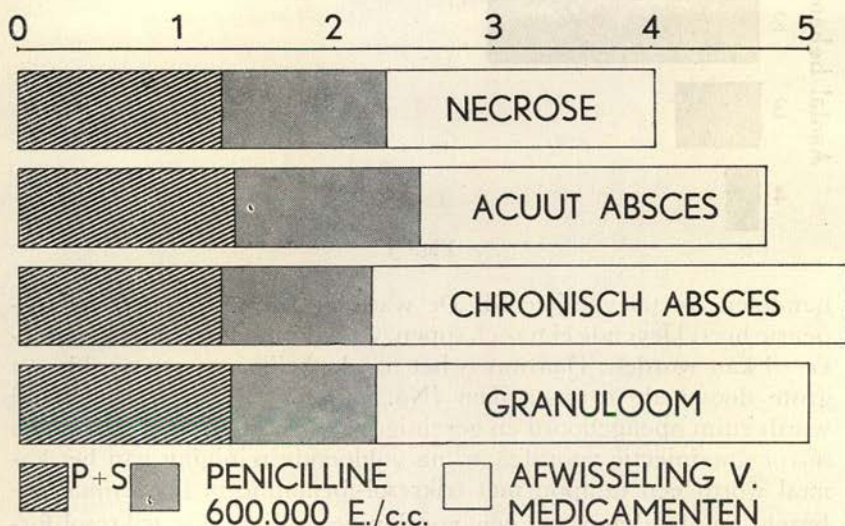 0 1 2 3 4 5
NECROSE
ACUUT ABSCES
CHRONISCH ABSCES
GRANULOOM
P+S PENICILLINE AFWISSELING V.
600.000 E./c.c. MEDICAMENTEN